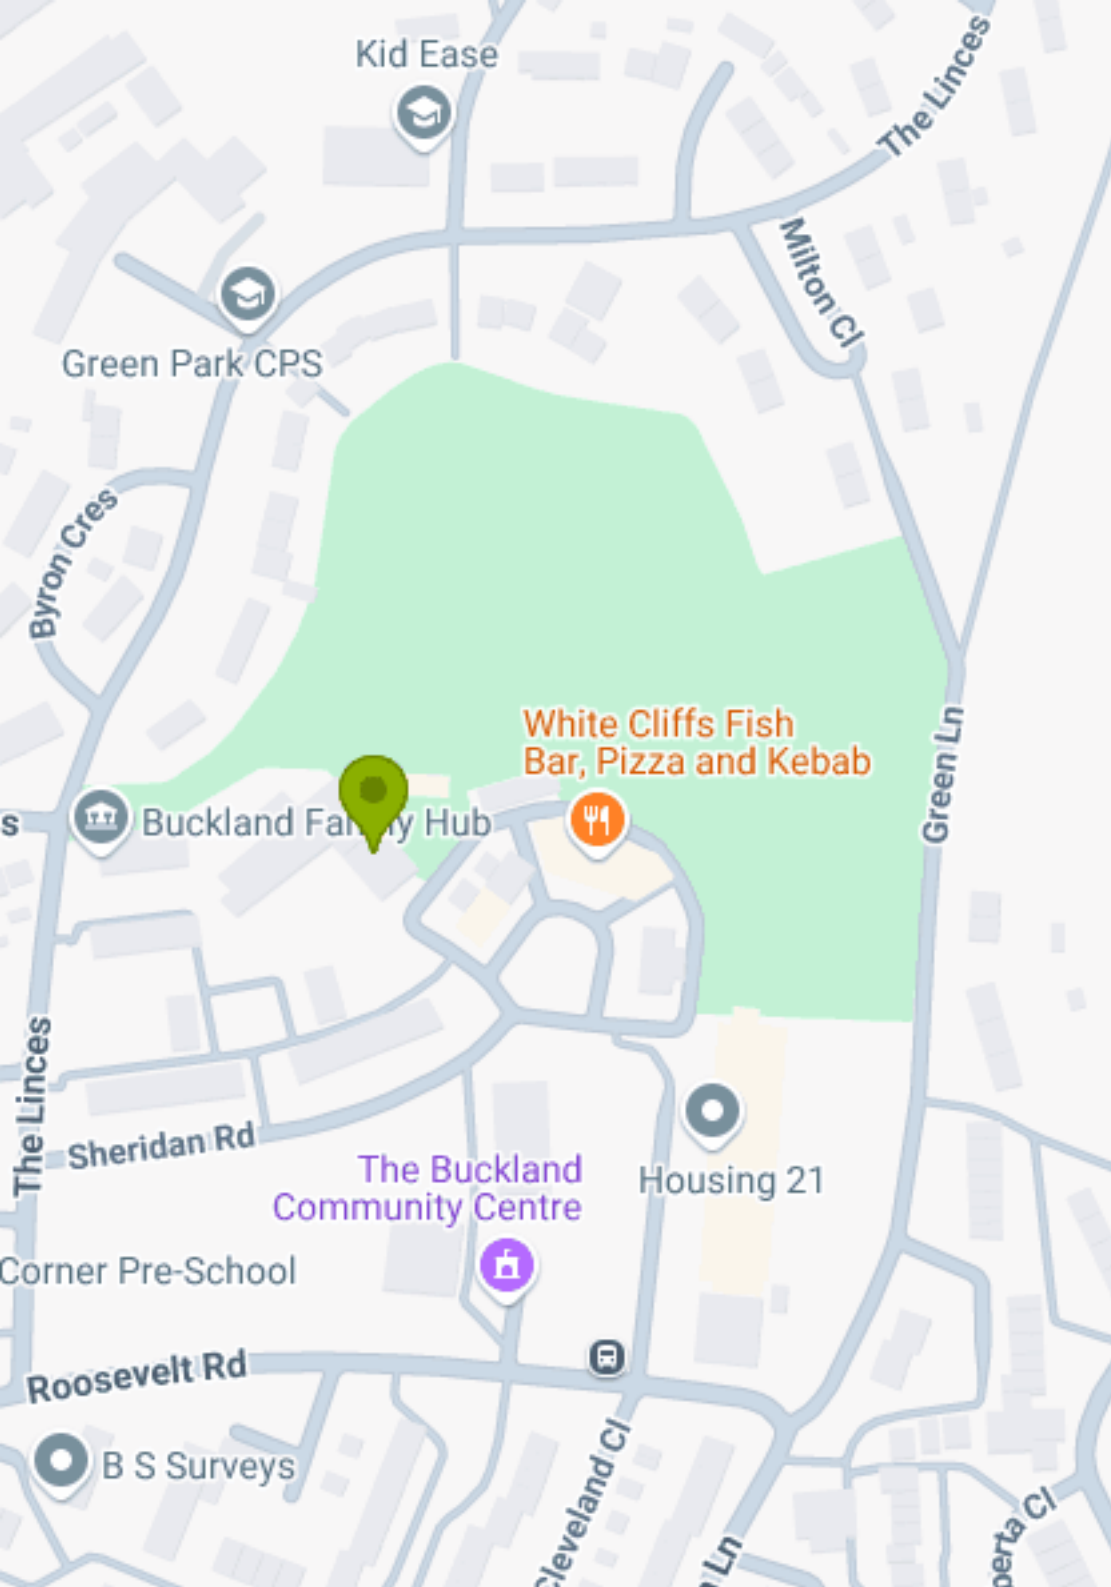 Kid Ease
The Linces
Milton Cl
Green Park CPS
Byron Cres
White Cliffs Fish
Bar, Pizza and Kebab
Green Ln
s
Buckland Family Hub
The Linces
Sheridan Rd
The Buckland
Community Centre
Housing 21
Corner Pre-School
Roosevelt Rd
B S Surveys
Cleveland Cl
n Ln
perta Cl